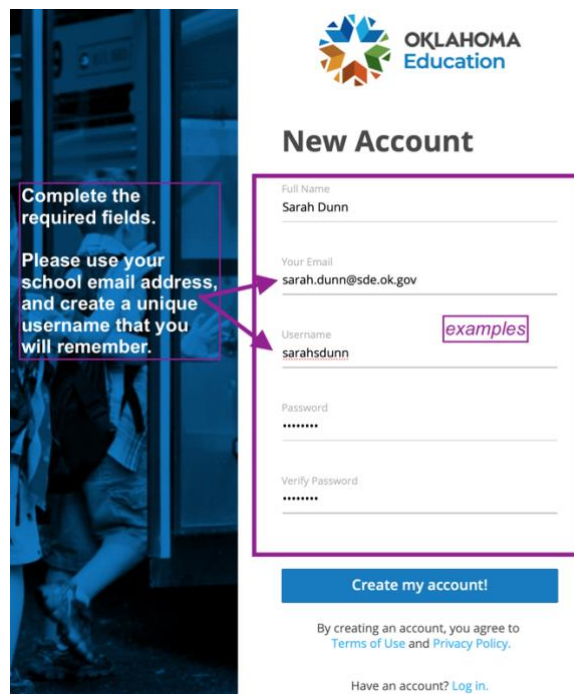 OKLAHOMA
Education
New Account
Complete the
required fields.
Please use your
school email address,
and create a unique
username that you
will remember.
Full Name
Sarah Dunn
Your Email
sarah.dunn@sde.ok.gov
examples
Username
sarahsdunn
Password
••••••••
Verify Password
••••••••
Create my account!
By creating an account, you agree to
Terms of Use and Privacy Policy.
Have an account? Log in.